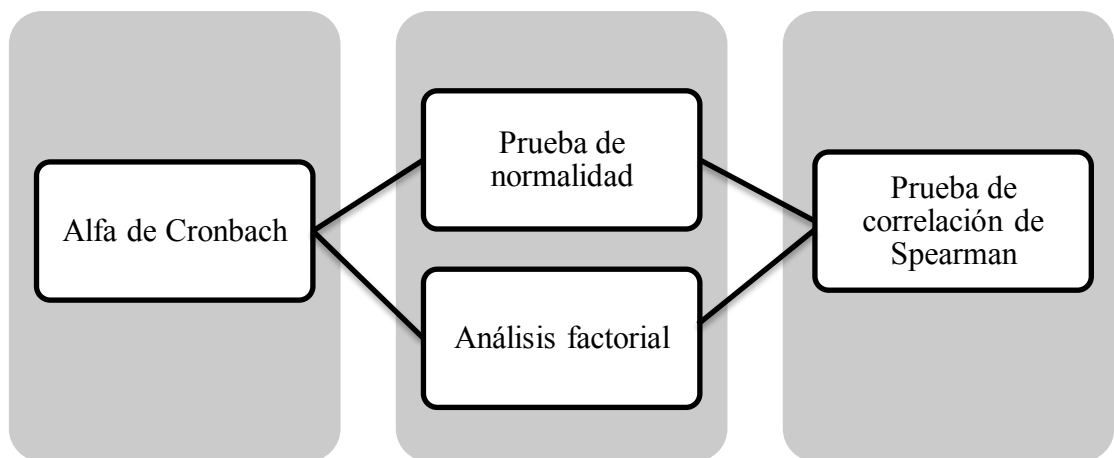 Alfa de Cronbach
Prueba de
normalidad
Análisis factorial
Prueba de
correlación de
Spearman